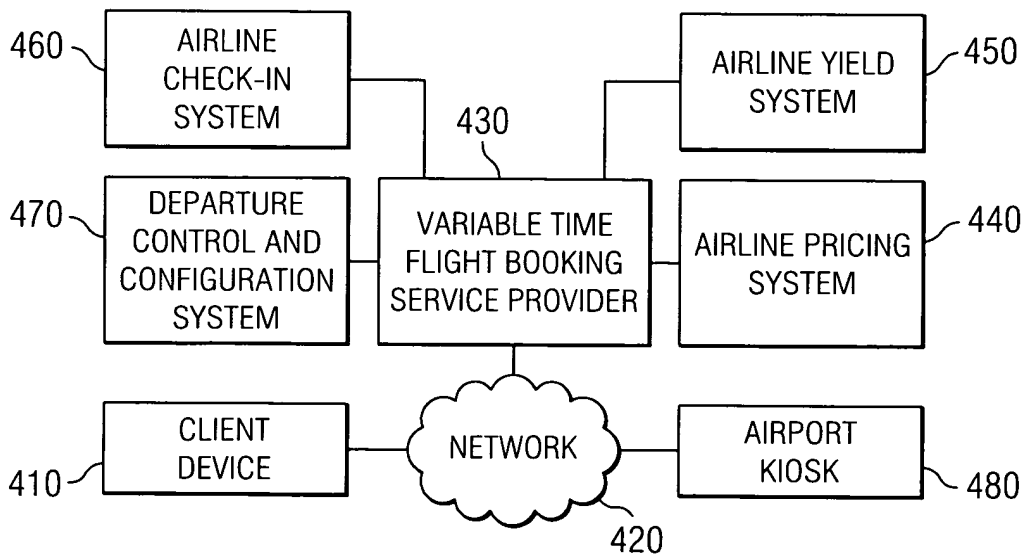 460
AIRLINE
CHECK-IN
SYSTEM
AIRLINE YIELD
SYSTEM
450
430
470
DEPARTURE
CONTROL AND
CONFIGURATION
SYSTEM
VARIABLE TIME
FLIGHT BOOKING
SERVICE PROVIDER
AIRLINE PRICING
SYSTEM
440
410
CLIENT
DEVICE
NETWORK
420
AIRPORT
KIOSK
480